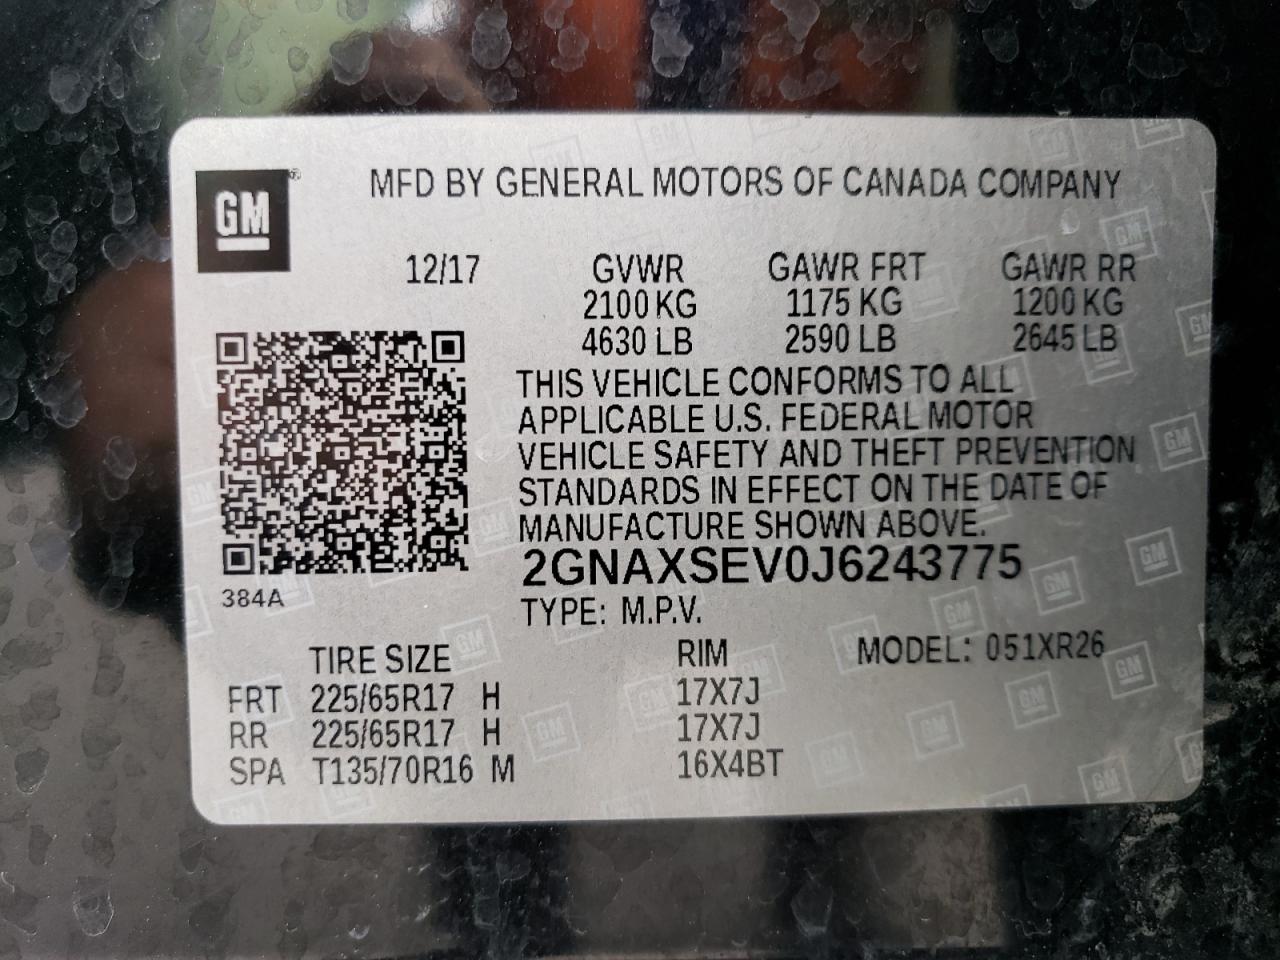 GM
MFD BY GENERAL MOTORS OF CANADA COMPANY
12/17 GVWR GAWR FRT GAWR RR
2100 KG 1175 KG 1200 KG
4630 LB 2590 LB 2645 LB
THIS VEHICLE CONFORMS TO ALL
APPLICABLE U.S. FEDERAL MOTOR
VEHICLE SAFETY AND THEFT PREVENTION
STANDARDS IN EFFECT ON THE DATE OF
MANUFACTURE SHOWN ABOVE.
2GNAXSEV0J6243775
384A
TYPE: M.P.V.
TIRE SIZE RIM MODEL: 051XR26
FRT 225/65R17 H 17X7J
RR 225/65R17 H 17X7J
SPA T135/70R16 M 16X4BT